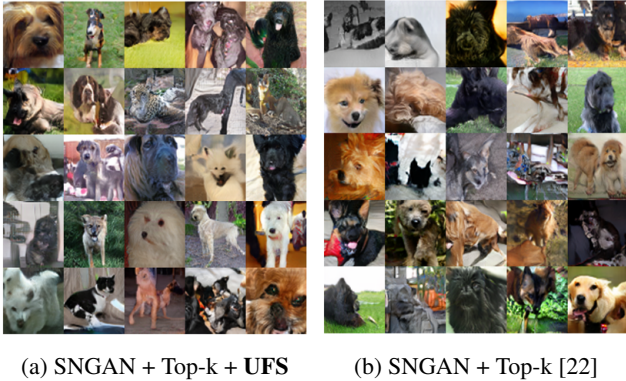 (a) SNGAN + Top-k + UFS
(b) SNGAN + Top-k [22]